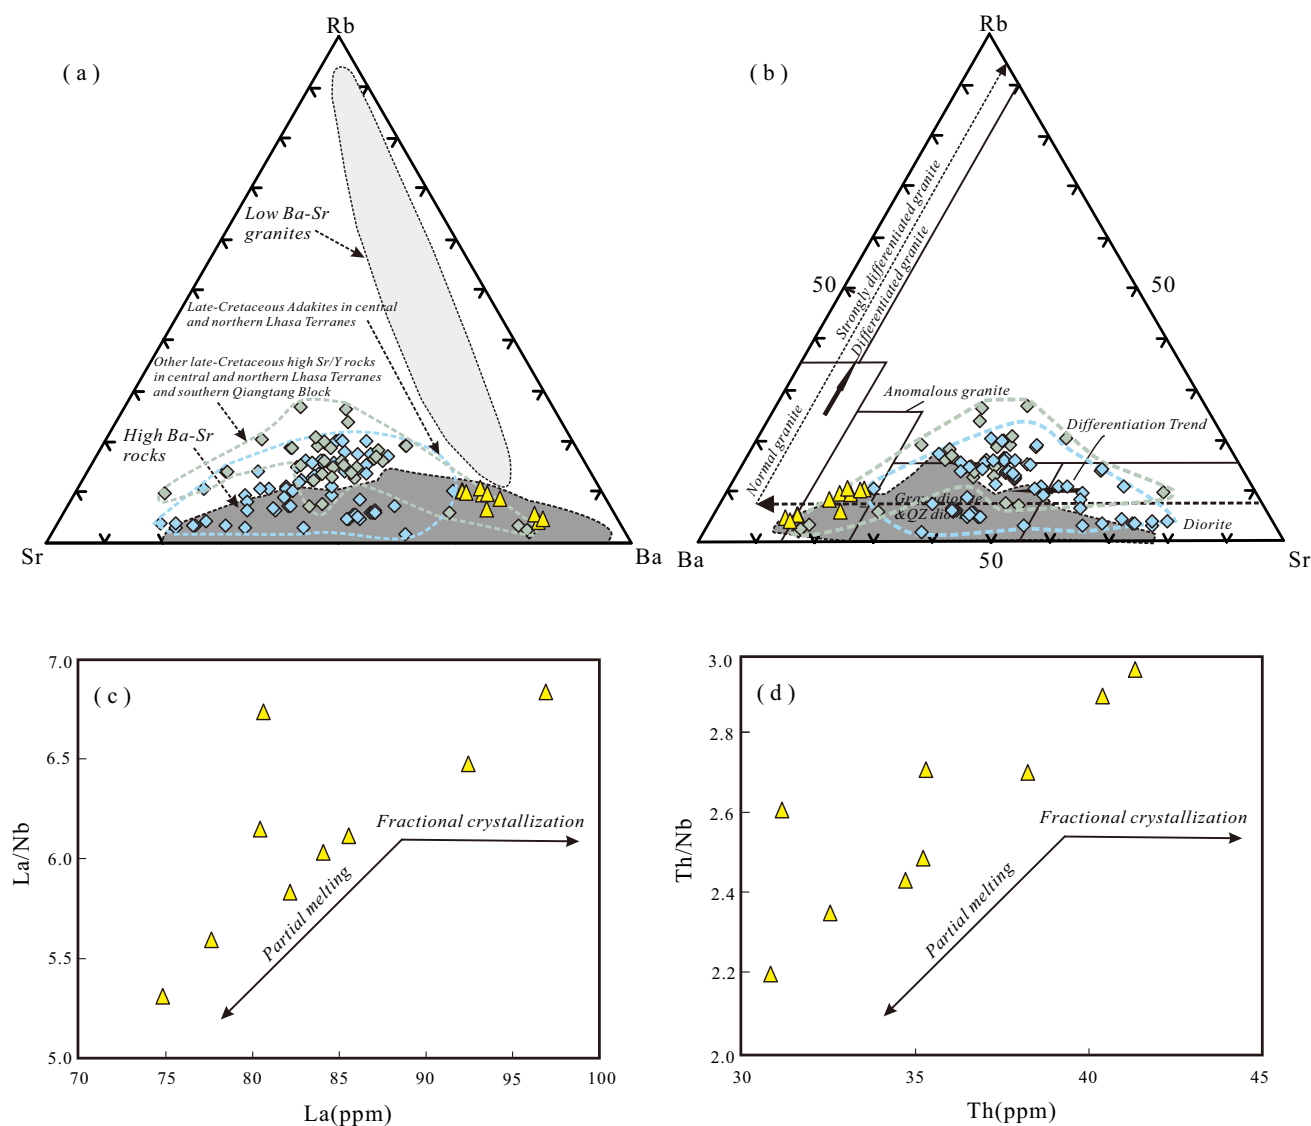 Rb
( a )
Low Ba-Sr
granites
Late-Cretaceous Adakites in central
and northern Lhasa Terranes
Other late-Cretaceous high Sr/Y rocks
in central and northern Lhasa Terranes
and southern Qiangtang Block
High Ba-Sr
rocks
Sr
Ba
Rb
( b )
50
50
Strongly differentiated granite
Differentiated granite
Normal granite
Anomalous granite
Differentiation Trend
&QZ
Diorite
Ba
50
Sr
7.0
6.5
6.0
5.5
5.0
La/Nb
( c )
Fractional crystallization
Partial melting
70
75
80
85
90
95
100
La(ppm)
3.0
2.8
2.6
2.4
2.2
2.0
Th/Nb
( d )
Fractional crystallization
Partial melting
30
35
40
45
Th(ppm)